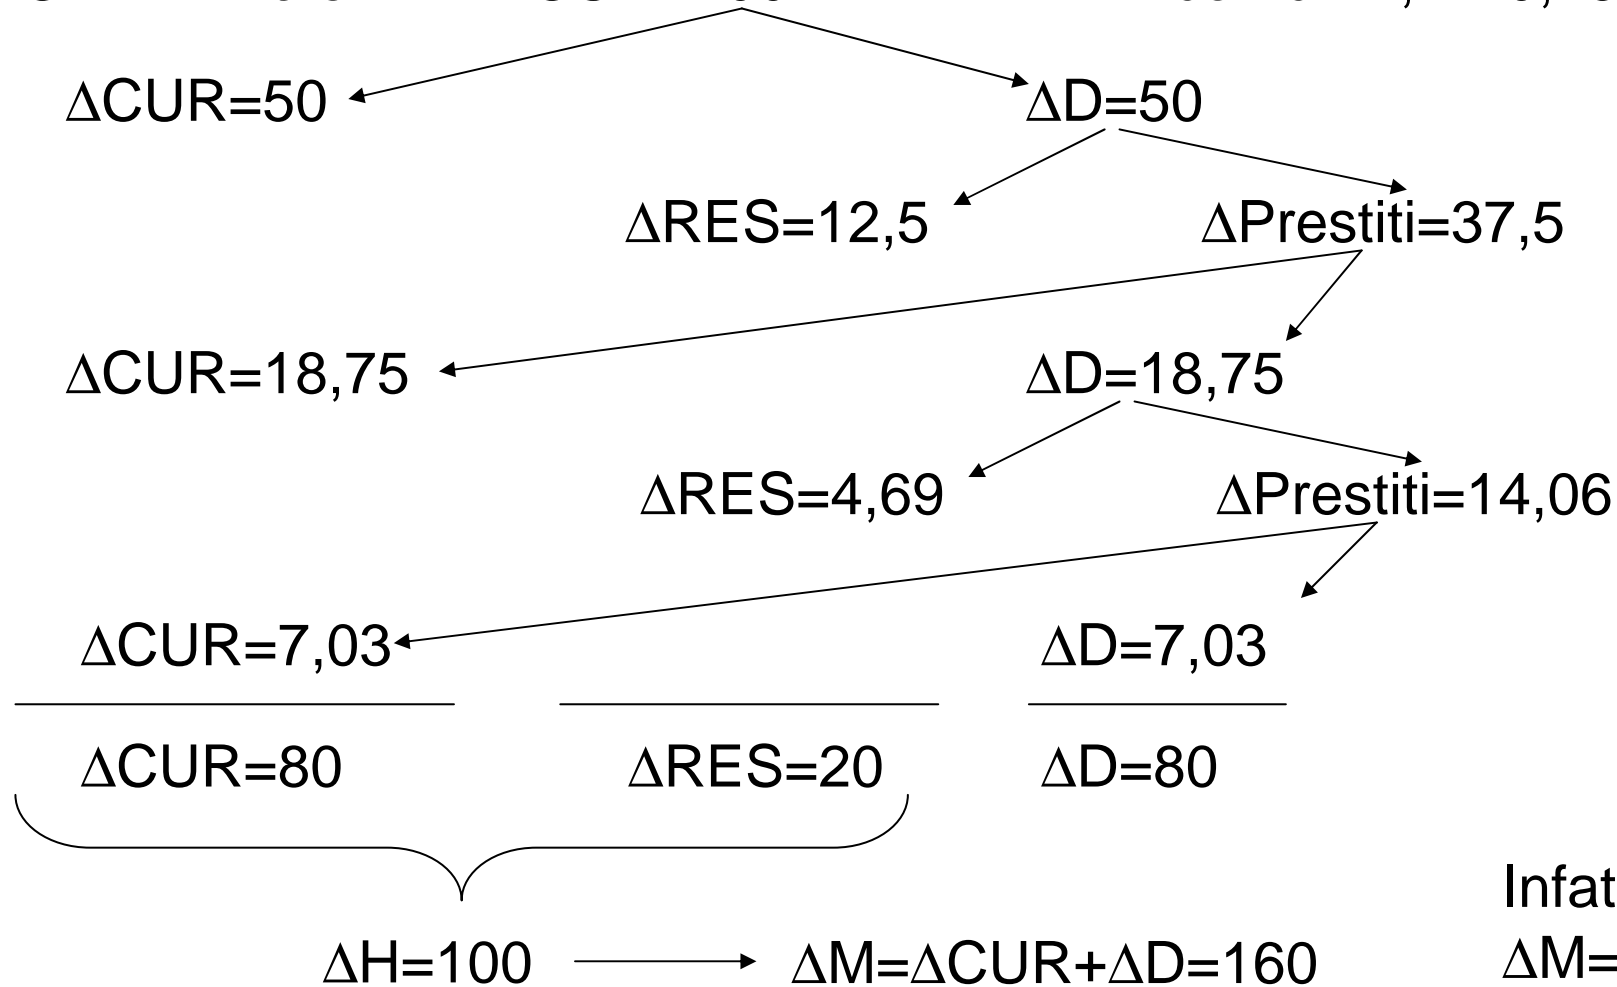 ΔCUR=50 ΔD=50
ΔRES=12,5 ΔPrestiti=37,5
ΔCUR=18,75 ΔD=18,75
ΔRES=4,69 ΔPrestiti=14,06
ΔCUR=7,03 ΔD=7,03
ΔCUR=80 ΔRES=20 ΔD=80
Infat
ΔH=100 ΔM=ΔCUR+ΔD=160 ΔM=